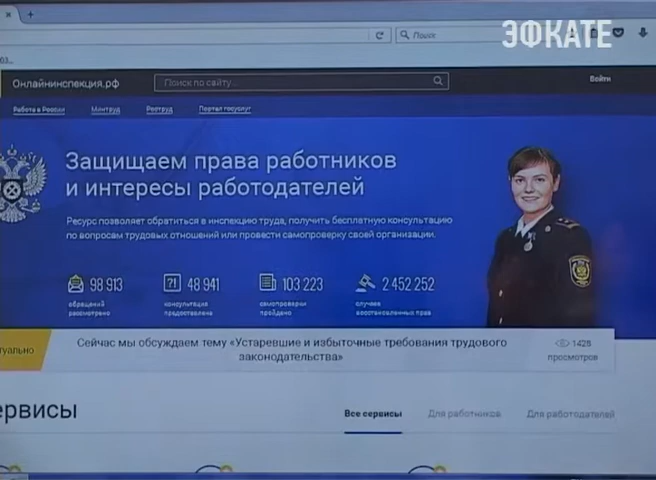 ЭФКАТЕ
Поиск
Онлайнинспекция.рф
Поиск по сайту...
Войти
Работа в России Минтруд Роструд Портал госуслуг
Защищаем права работников
и интересы работодателей
Ресурс позволяет обратиться в инспекцию труда, получить бесплатную консультацию
по вопросам трудовых отношений или провести самопроверку своей организации.
98 913 48 941 103 223 2 452 252
обращений консультация самопроверки случаев
рассмотрено предоставлена пройдено восстановленных прав
туально
Сейчас мы обсуждаем тему «Устаревшие и избыточные требования трудового
законодательства»
1428
просмотров
ервисы
Все сервисы Для работников Для работодателей